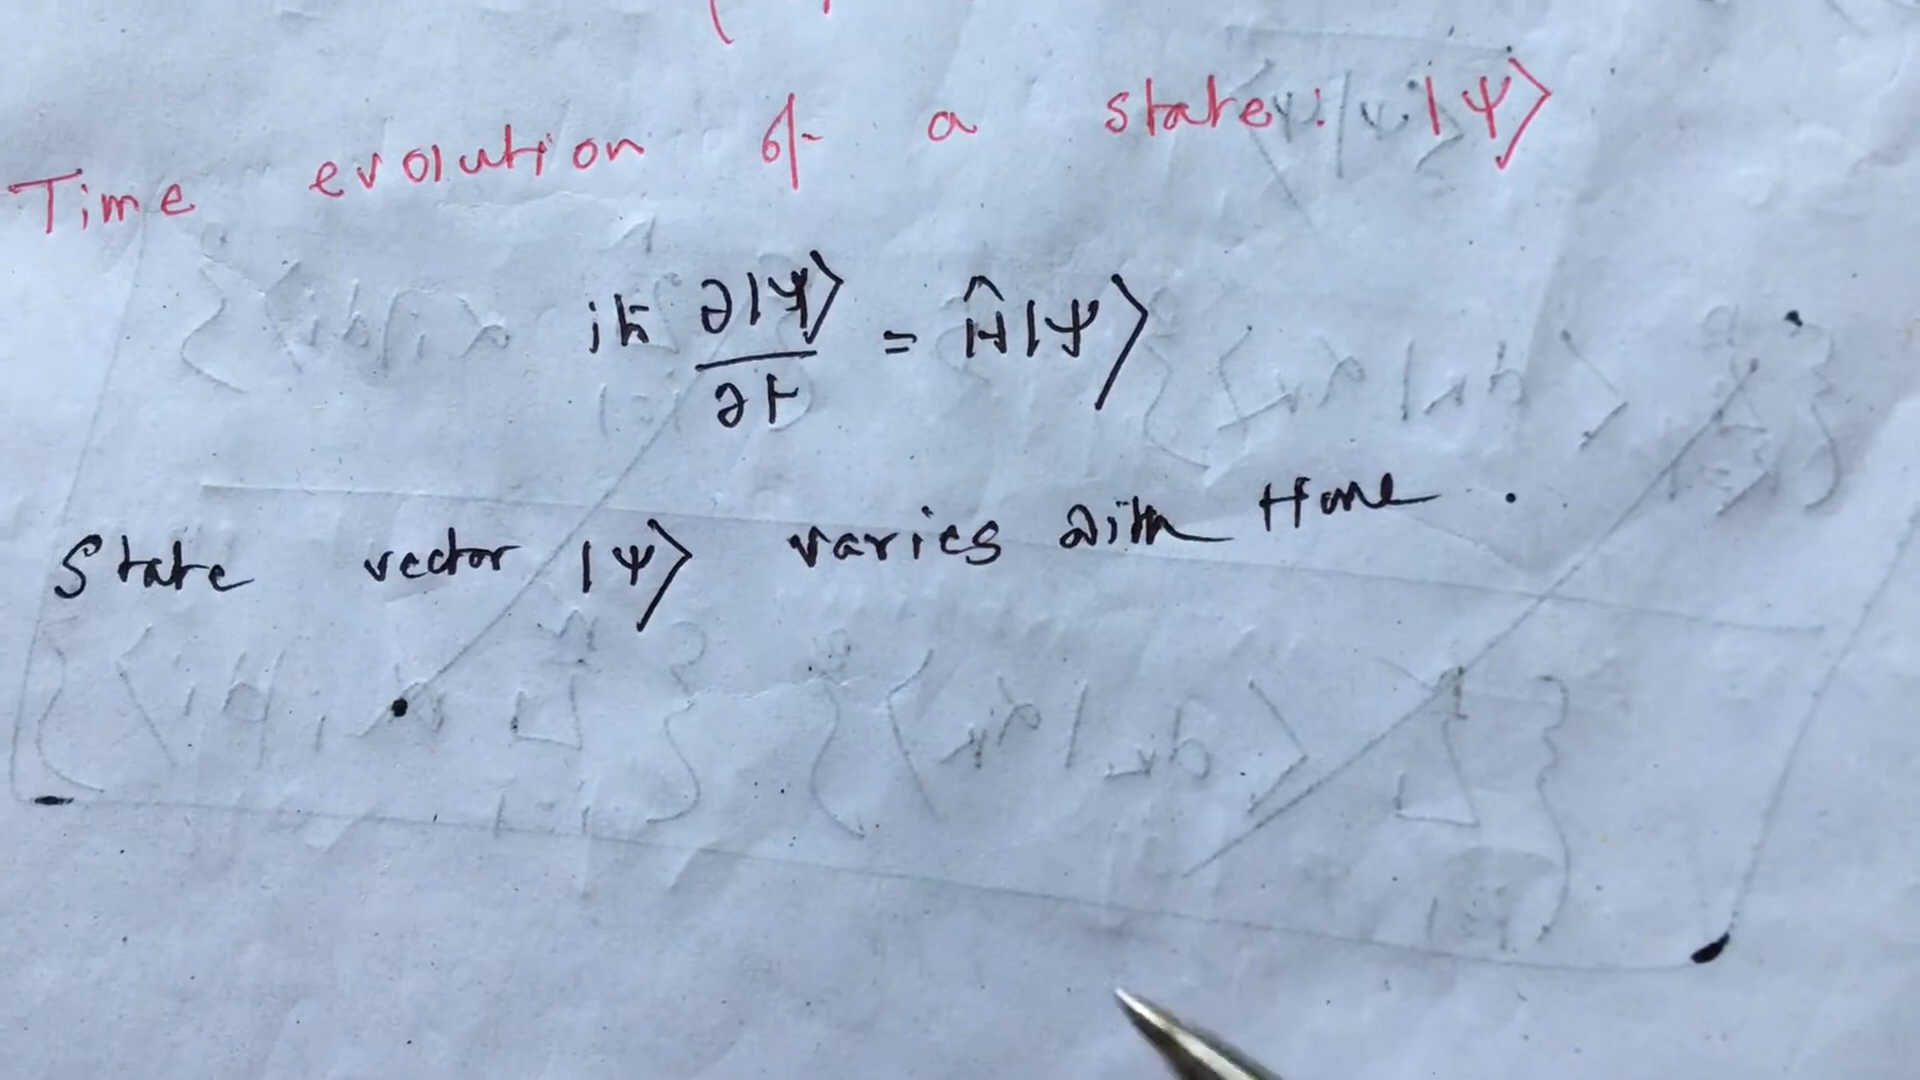 Time evolution of a state: |ψ⟩
iħ ∂|ψ⟩/∂t = Ĥ|ψ⟩
State vector |ψ⟩ varies with time.